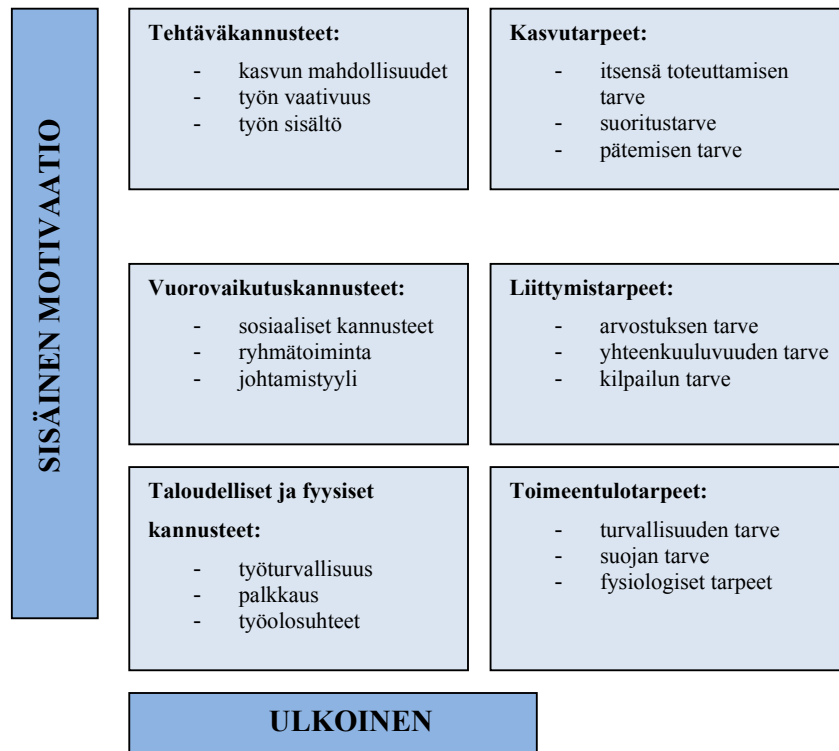 SISÄINEN MOTIVAATIO
Tehtäväkannusteet:
- kasvun mahdollisuudet
- työn vaativuus
- työn sisältö
Kasvutarpeet:
- itsensä toteuttamisen
tarve
- suoritustarve
- pätemisen tarve
Vuorovaikutuskannusteet:
- sosiaaliset kannusteet
- ryhmätoiminta
- johtamistyyli
Liittymistarpeet:
- arvostuksen tarve
- yhteenkuuluvuuden tarve
- kilpailun tarve
Taloudelliset ja fyysiset
kannusteet:
- työturvallisuus
- palkkaus
- työolosuhteet
Toimeentulotarpeet:
- turvallisuuden tarve
- suojan tarve
- fysiologiset tarpeet
ULKOINEN